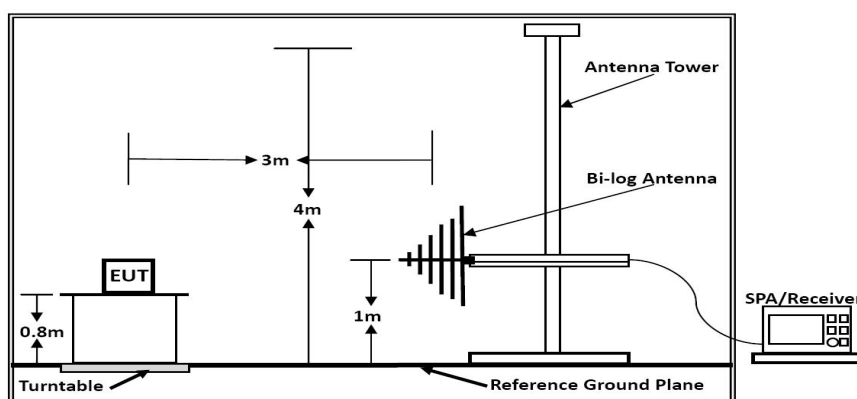 Antenna Tower
3m
Bi-log Antenna
4m
EUT
SPA/Receiver
0.8m
1m
Turntable
Reference Ground Plane